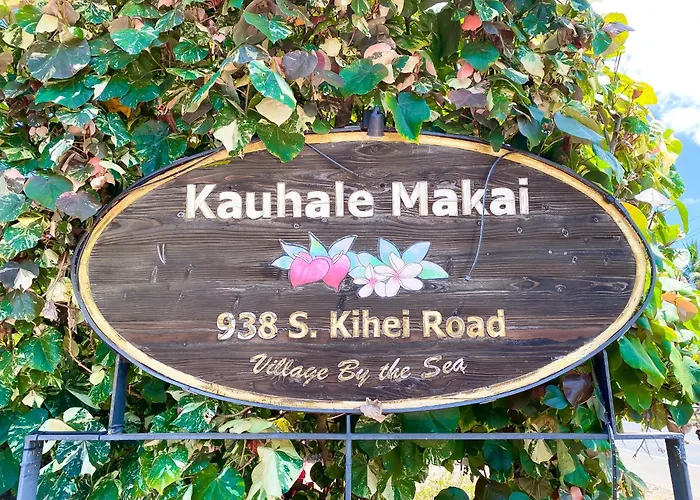 Kauhale Makai
938 S. Kihei Road
Village By the Sea